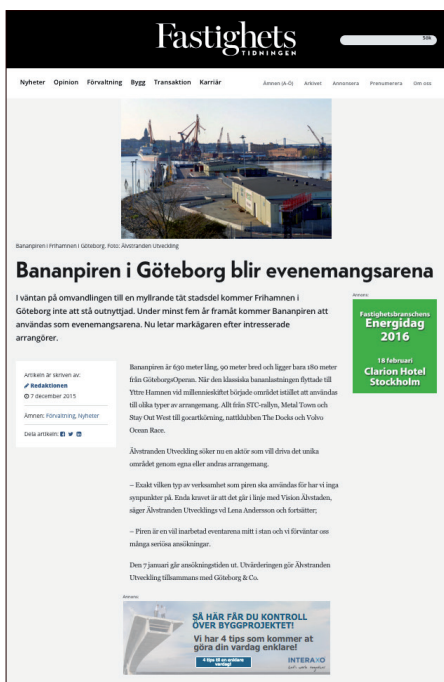 Fastighets
TIDNINGEN
Sök
Nyheter Opinion Förvaltning Bygg Transaktion Karriär
Ämnen (A-Ö) Arkivet Annonsera Prenumerera Om oss
Bananpiren i Frihamnen i Göteborg. Foto: Älvstranden Utveckling
Bananpiren i Göteborg blir evenemangsarena
I väntan på omvandlingen till en myllrande tät stadsdel kommer Frihamnen i
Göteborg inte att stå outnyttjad. Under minst fem år framåt kommer Bananpiren att
användas som evenemangsarena. Nu letar markägaren efter intresserade
arrangörer.
Artikeln är skriven av:
Redaktionen
7 december 2015
Ämnen: Förvaltning, Nyheter
Dela artikeln:
Bananpiren är 630 meter lång, 90 meter bred och ligger bara 180 meter
från GöteborgsOperan. När den klassiska bananlastningen flyttade till
Yttre Hamnen vid millennieskiftet började området istället att användas
till olika typer av arrangemang. Allt från STC-rallyn, Metal Town och
Stay Out West till gocartkörning, nattklubben The Docks och Volvo
Ocean Race.
Älvstranden Utveckling söker nu en aktör som vill driva det unika
området genom egna eller andras arrangemang.
– Exakt vilken typ av verksamhet som piren ska användas för har vi inga
synpunkter på. Enda kravet är att det går i linje med Vision Älvstaden,
säger Älvstranden Utvecklings vd Lena Andersson och fortsätter;
– Piren är en väl inarbetad eventarena mitt i stan och vi förväntar oss
många seriösa ansökningar.
Den 7 januari går ansökningstiden ut. Utvärderingen gör Älvstranden
Utveckling tillsammans med Göteborg & Co.
Annons:
Fastighetsbranschens
Energidag
2016
18 februari
Clarion Hotel
Stockholm
Annons:
SÅ HÄR FÅR DU KONTROLL
ÖVER BYGGPROJEKTET!
Vi har 4 tips som kommer att
göra din vardag enklare!
4 tips till en enklare
vardag!
INTERAXO